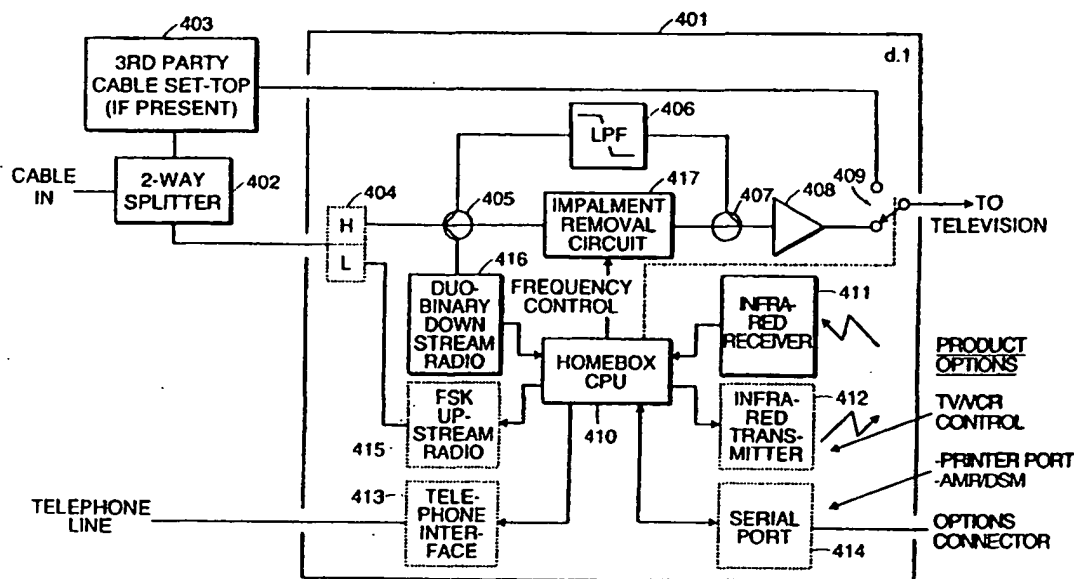 403
3RD PARTY
CABLE SET-TOP
(IF PRESENT)
401
d.1
CABLE
IN
2-WAY
SPLITTER
402
LPF
406
404
H
L
405
IMPALMENT
REMOVAL
CIRCUIT
417
407
408
409
TO
TELEVISION
416
DUO-
BINARY
DOWN
STREAM
RADIO
FREQUENCY
CONTROL
INFRA-
RED
RECEIVER
411
HOMEBOX
CPU
410
PRODUCT
OPTIONS
FSK
UP-
STREAM
RADIO
415
INFRA-
RED
TRANS-
MITTER
412
TV/VCR
CONTROL
-PRINTER PORT
-AMR/DSM
TELEPHONE
LINE
413
TELE-
PHONE
INTER-
FACE
SERIAL
PORT
414
OPTIONS
CONNECTOR